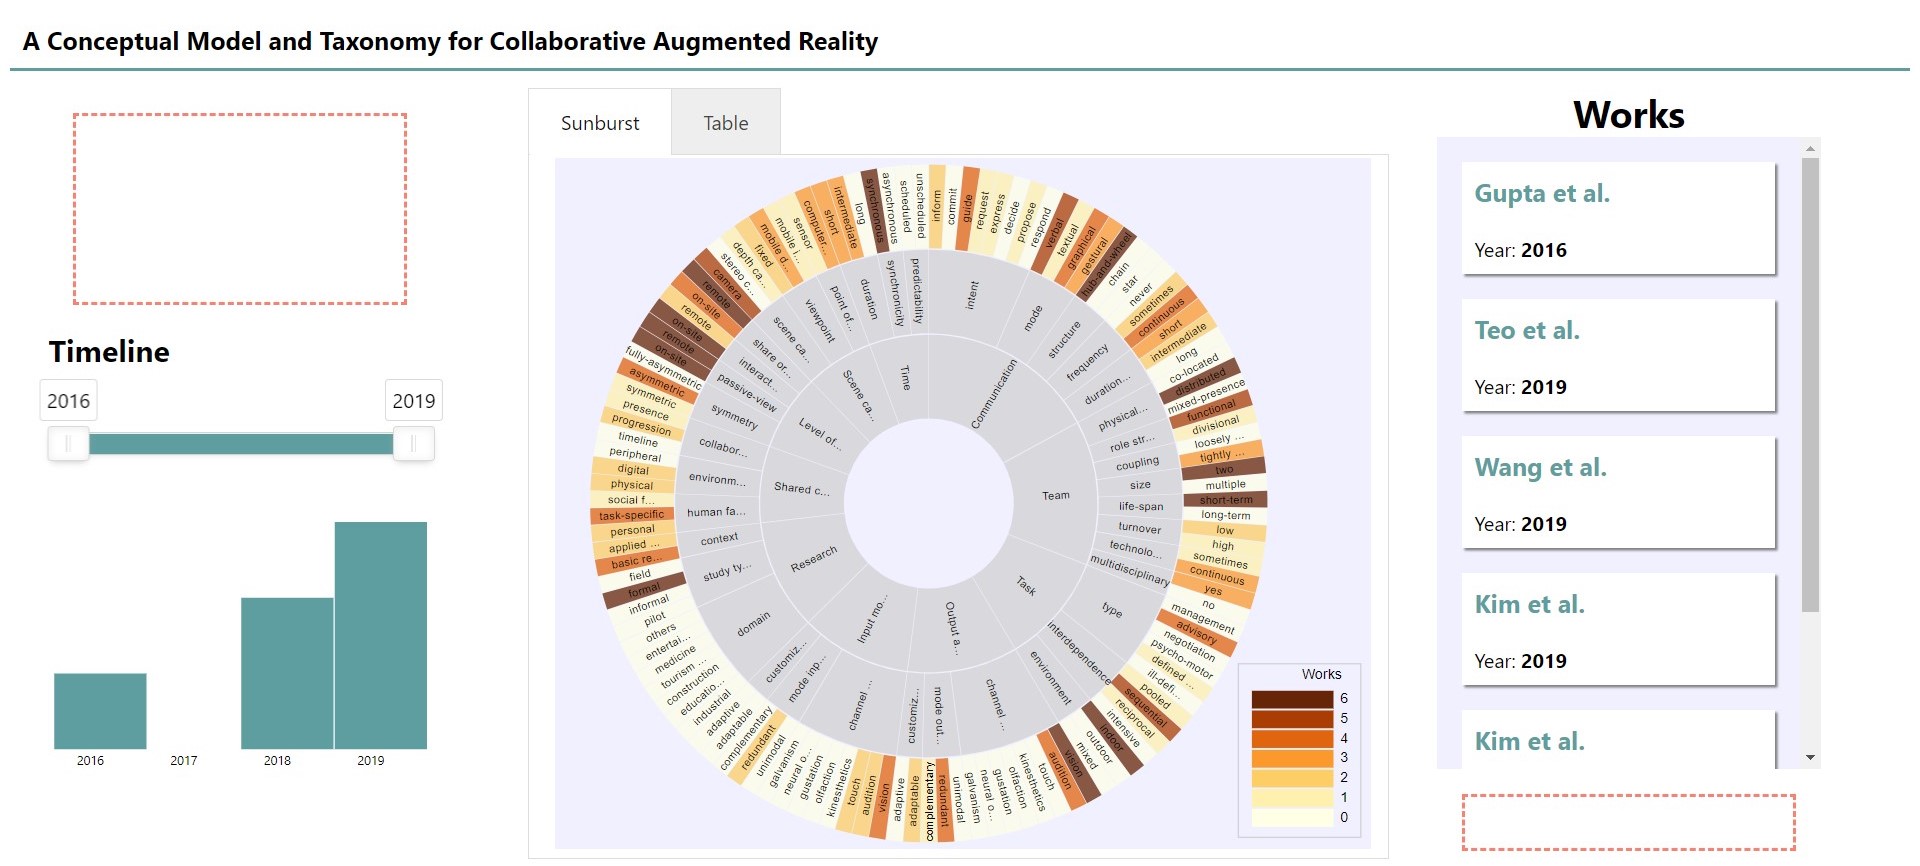 A Conceptual Model and Taxonomy for Collaborative Augmented Reality
Timeline
2016
2019
2016
2017
2018
2019
Sunburst
Table
Communication
Team
Task
Output a...
Input mo...
Research
Shared c...
Level of...
Scene ca...
Time
intent
mode
structure
frequency
duration...
physical...
role str...
coupling
size
life-span
turnover
technolo...
multidisciplinary
type
interdependence
environment
channel ...
mode out...
customiz...
channel ...
mode inp...
customiz...
domain
study ty...
context
human fa...
environm...
collabor...
symmetry
passive-view
interact...
share or...
scene ca...
viewpoint
point of...
duration
synchronicity
predictability
inform
commit
guide
request
express
decide
propose
respond
verbal
textual
graphical
gestural
hub-and-wheel
chain
star
never
sometimes
continuous
short
intermediate
long
co-located
distributed
mixed-presence
functional
divisional
loosely ...
tightly ...
two
multiple
short-term
long-term
low
high
sometimes
continuous
yes
no
management
advisory
negotiation
psycho-motor
defined ...
ill-defi...
pooled
sequential
reciprocal
intensive
indoor
outdoor
mixed
vision
audition
touch
kinesthetics
olfaction
gustation
neural o...
galvanism
unimodal
redundant
complementary
adaptable
adaptive
vision
audition
touch
kinesthetics
olfaction
gustation
neural o...
galvanism
unimodal
redundant
complementary
adaptable
adaptive
industrial
educatio...
construction
tourism ...
medicine
entertai...
others
pilot
informal
formal
field
basic re...
applied ...
personal
task-specific
social f...
physical
digital
peripheral
timeline
progression
presence
symmetric
asymmetric
fully-asymmetric
on-site
remote
on-site
remote
on-site
remote
camera
stereo c...
depth ca...
fixed
mobile d...
mobile i...
sensor
computer...
short
intermediate
long
synchronous
asynchronous
scheduled
unscheduled
Works
6
5
4
3
2
1
0
Works
Gupta et al.
Year: 2016
Teo et al.
Year: 2019
Wang et al.
Year: 2019
Kim et al.
Year: 2019
Kim et al.